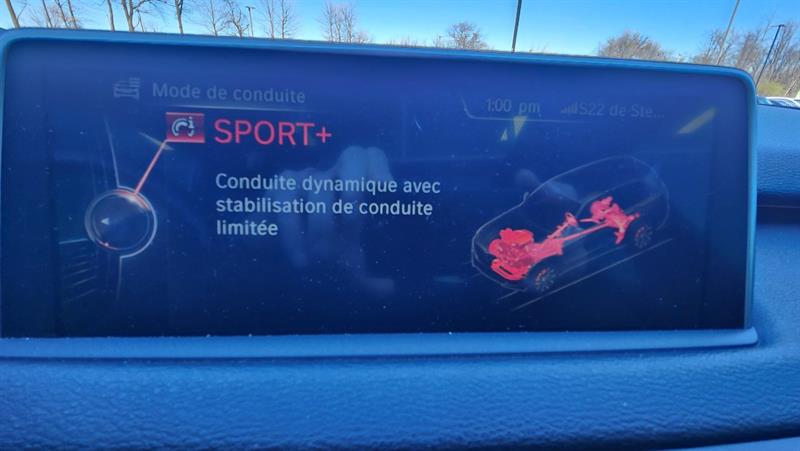 Mode de conduite
1:00 pm
S22 de Ste...
SPORT+
Conduite dynamique avec
stabilisation de conduite
limitée